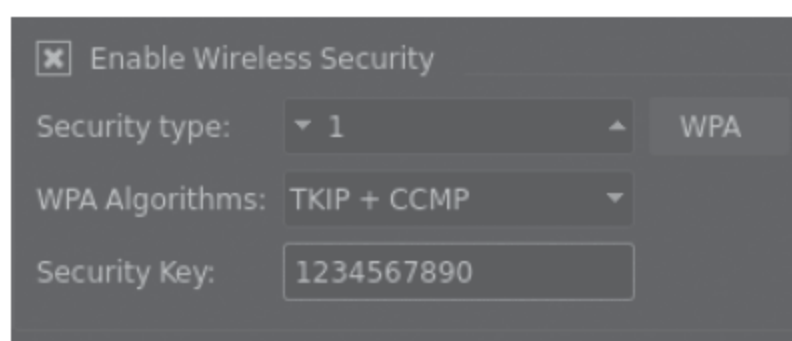 Enable Wireless Security
Security type: 1 WPA
WPA Algorithms: TKIP + CCMP
Security Key: 1234567890